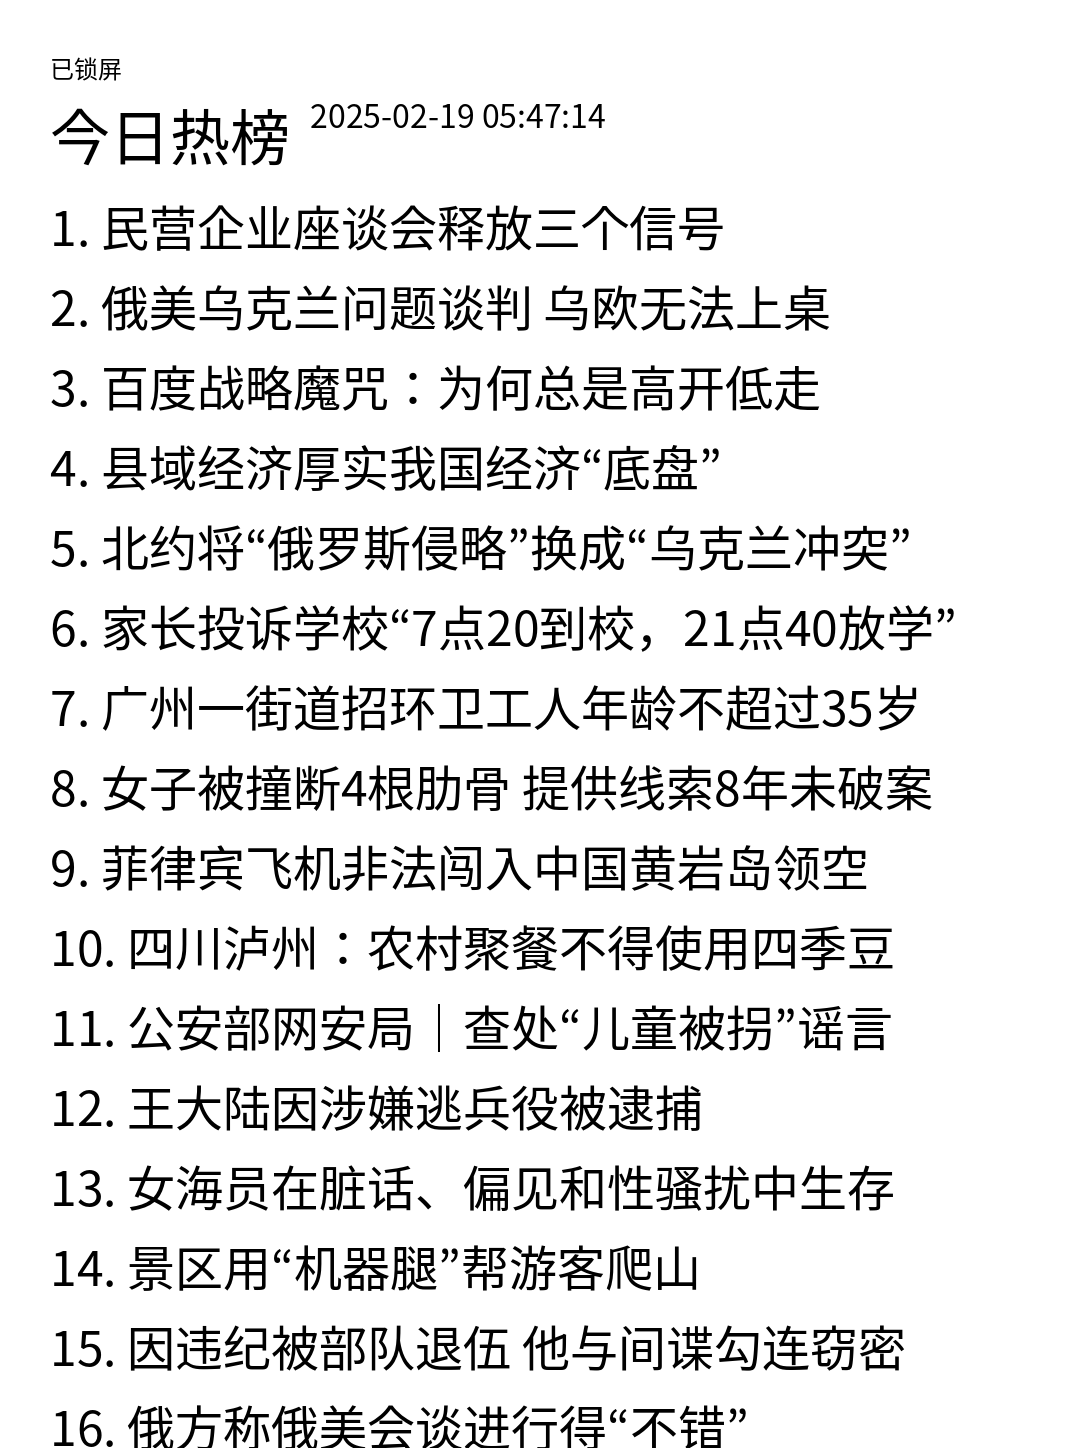 已锁屏
今日热榜 2025-02-19 05:47:14
1. 民营企业座谈会释放三个信号
2. 俄美乌克兰问题谈判 乌欧无法上桌
3. 百度战略魔咒：为何总是高开低走
4. 县域经济厚实我国经济“底盘”
5. 北约将“俄罗斯侵略”换成“乌克兰冲突”
6. 家长投诉学校“7点20到校，21点40放学”
7. 广州一街道招环卫工人年龄不超过35岁
8. 女子被撞断4根肋骨 提供线索8年未破案
9. 菲律宾飞机非法闯入中国黄岩岛领空
10. 四川泸州：农村聚餐不得使用四季豆
11. 公安部网安局｜查处“儿童被拐”谣言
12. 王大陆因涉嫌逃兵役被逮捕
13. 女海员在脏话、偏见和性骚扰中生存
14. 景区用“机器腿”帮游客爬山
15. 因违纪被部队退伍 他与间谍勾连窃密
16. 俄方称俄美会谈进行得“不错”